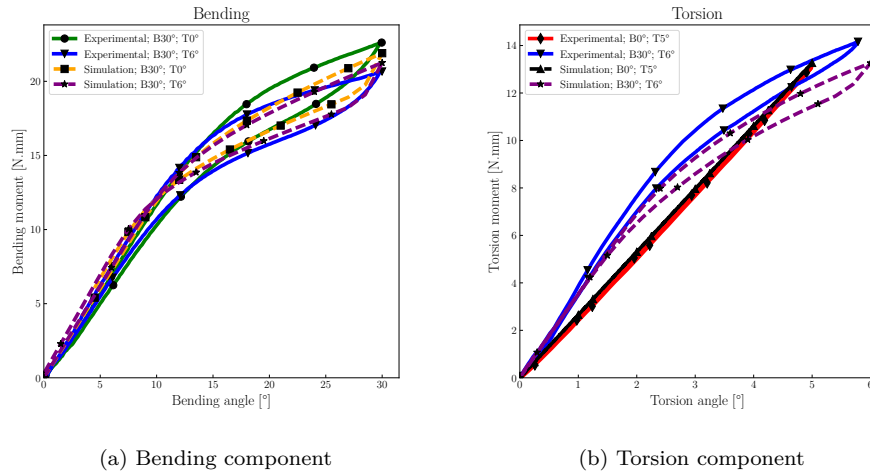 Bending
Experimental; B30°; T0°
Experimental; B30°; T6°
Simulation; B30°; T0°
Simulation; B30°; T6°
Bending moment [N.mm]
20
15
10
5
0
0 5 10 15 20 25 30
Bending angle [°]
(a) Bending component
Torsion
Experimental; B0°; T5°
Experimental; B30°; T6°
Simulation; B0°; T5°
Simulation; B30°; T6°
Torsion moment [N.mm]
14
12
10
8
6
4
2
0
0 1 2 3 4 5 6
Torsion angle [°]
(b) Torsion component